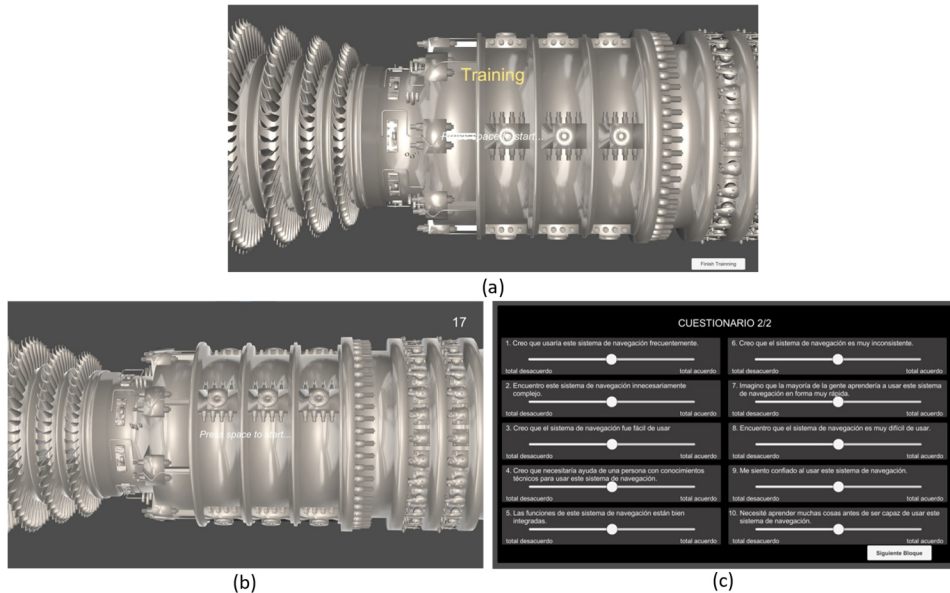 Training
Press space to start...
Finish Trainning
(a)
17
Press space to start...
(b)
CUESTIONARIO 2/2
1. Creo que usaría este sistema de navegación frecuentemente.
total desacuerdo
total acuerdo
2. Encuentro este sistema de navegación innecesariamente
complejo.
total desacuerdo
total acuerdo
3. Creo que el sistema de navegación fue fácil de usar
total desacuerdo
total acuerdo
4. Creo que necesitaría ayuda de una persona con conocimientos
técnicos para usar este sistema de navegación.
total desacuerdo
total acuerdo
5. Las funciones de este sistema de navegación están bien
integradas.
total desacuerdo
total acuerdo
6. Creo que el sistema de navegación es muy inconsistente.
total desacuerdo
total acuerdo
7. Imagino que la mayoría de la gente aprendería a usar este sistema
de navegación en forma muy rápida.
total desacuerdo
total acuerdo
8. Encuentro que el sistema de navegación es muy difícil de usar.
total desacuerdo
total acuerdo
9. Me siento confiado al usar este sistema de navegación.
total desacuerdo
total acuerdo
10. Necesité aprender muchas cosas antes de ser capaz de usar este
sistema de navegación.
total desacuerdo
total acuerdo
Siguiente Bloque
(c)